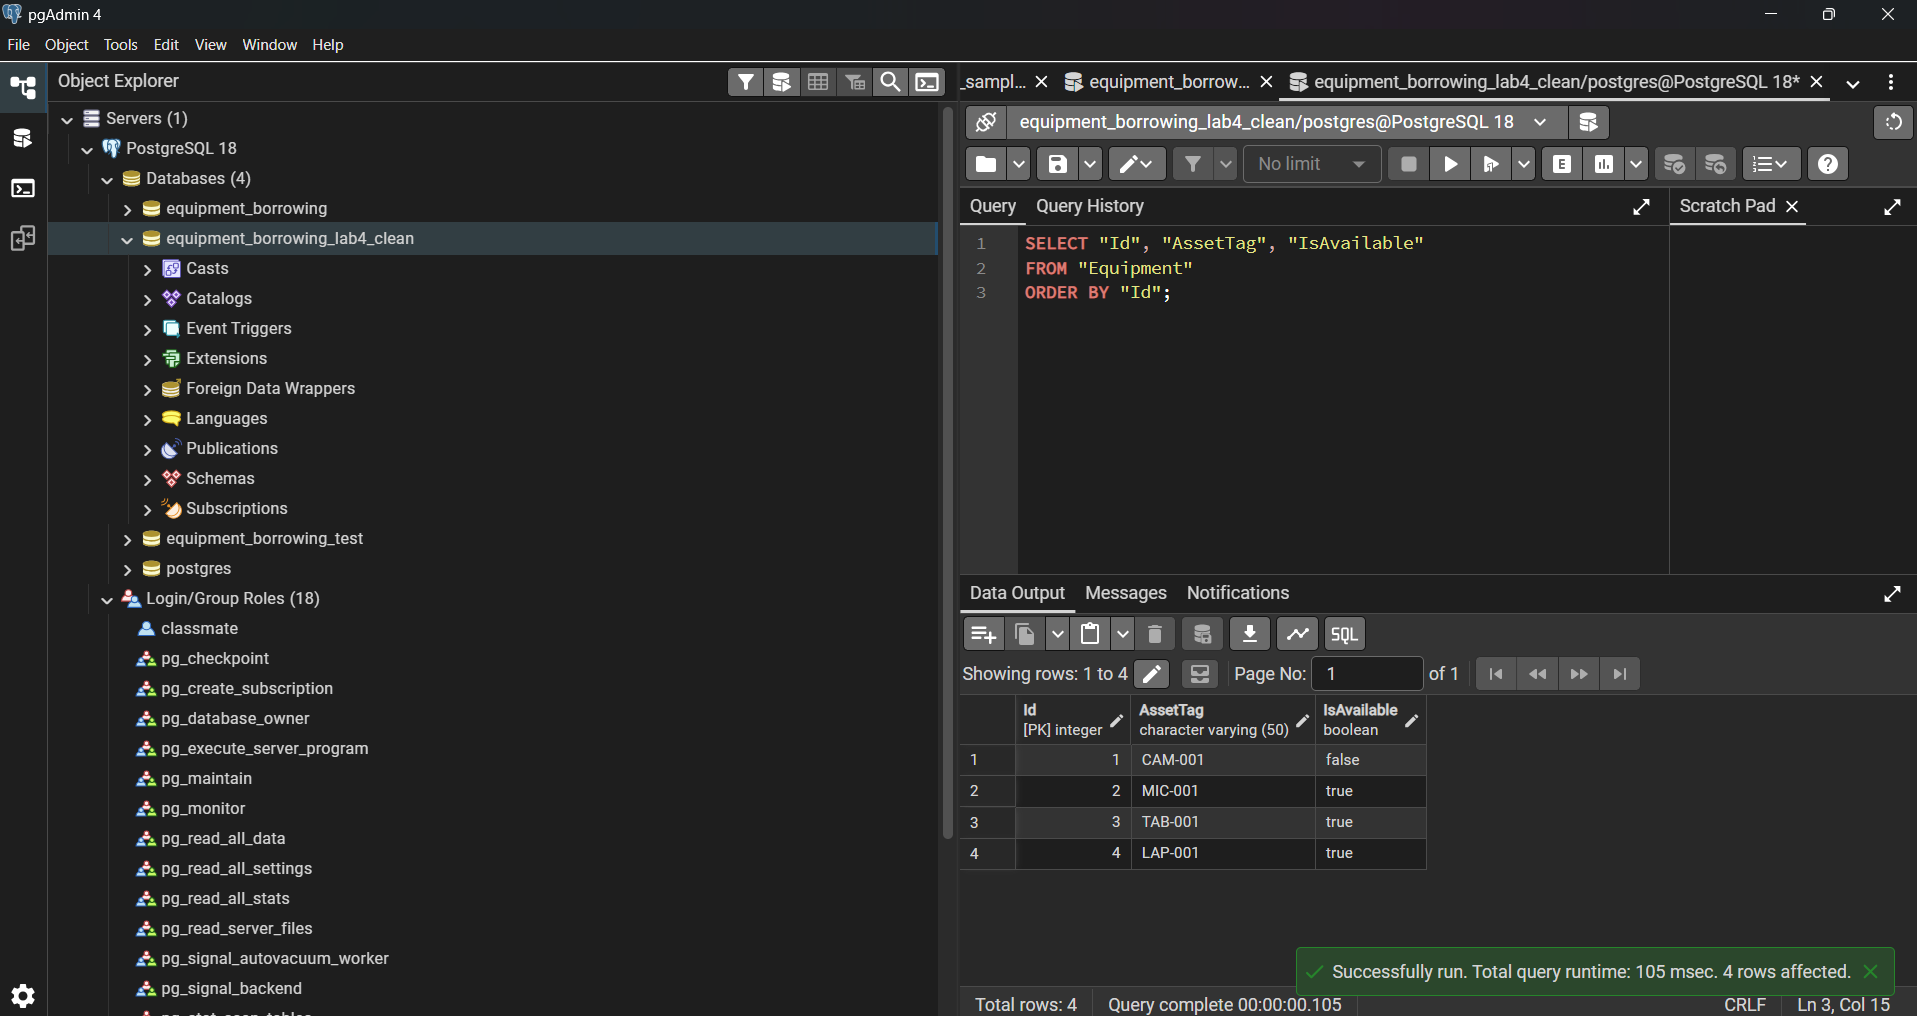 pgAdmin 4
File Object Tools Edit View Window Help
Object Explorer
Servers (1)
PostgreSQL 18
Databases (4)
equipment_borrowing
equipment_borrowing_lab4_clean
Casts
Catalogs
Event Triggers
Extensions
Foreign Data Wrappers
Languages
Publications
Schemas
Subscriptions
equipment_borrowing_test
postgres
Login/Group Roles (18)
classmate
pg_checkpoint
pg_create_subscription
pg_database_owner
pg_execute_server_program
pg_maintain
pg_monitor
pg_read_all_data
pg_read_all_settings
pg_read_all_stats
pg_read_server_files
pg_signal_autovacuum_worker
pg_signal_backend
_sampl... equipment_borrow... equipment_borrowing_lab4_clean/postgres@PostgreSQL 18*
equipment_borrowing_lab4_clean/postgres@PostgreSQL 18
No limit
E
Query Query History
Scratch Pad
1 SELECT "Id", "AssetTag", "IsAvailable"
2 FROM "Equipment"
3 ORDER BY "Id";
Data Output Messages Notifications
SQL
Showing rows: 1 to 4 Page No: 1 of 1
Id AssetTag IsAvailable
[PK] integer character varying (50) boolean
1 1 CAM-001 false
2 2 MIC-001 true
3 3 TAB-001 true
4 4 LAP-001 true
Successfully run. Total query runtime: 105 msec. 4 rows affected.
Total rows: 4 Query complete 00:00:00.105 CRLF Ln 3, Col 15